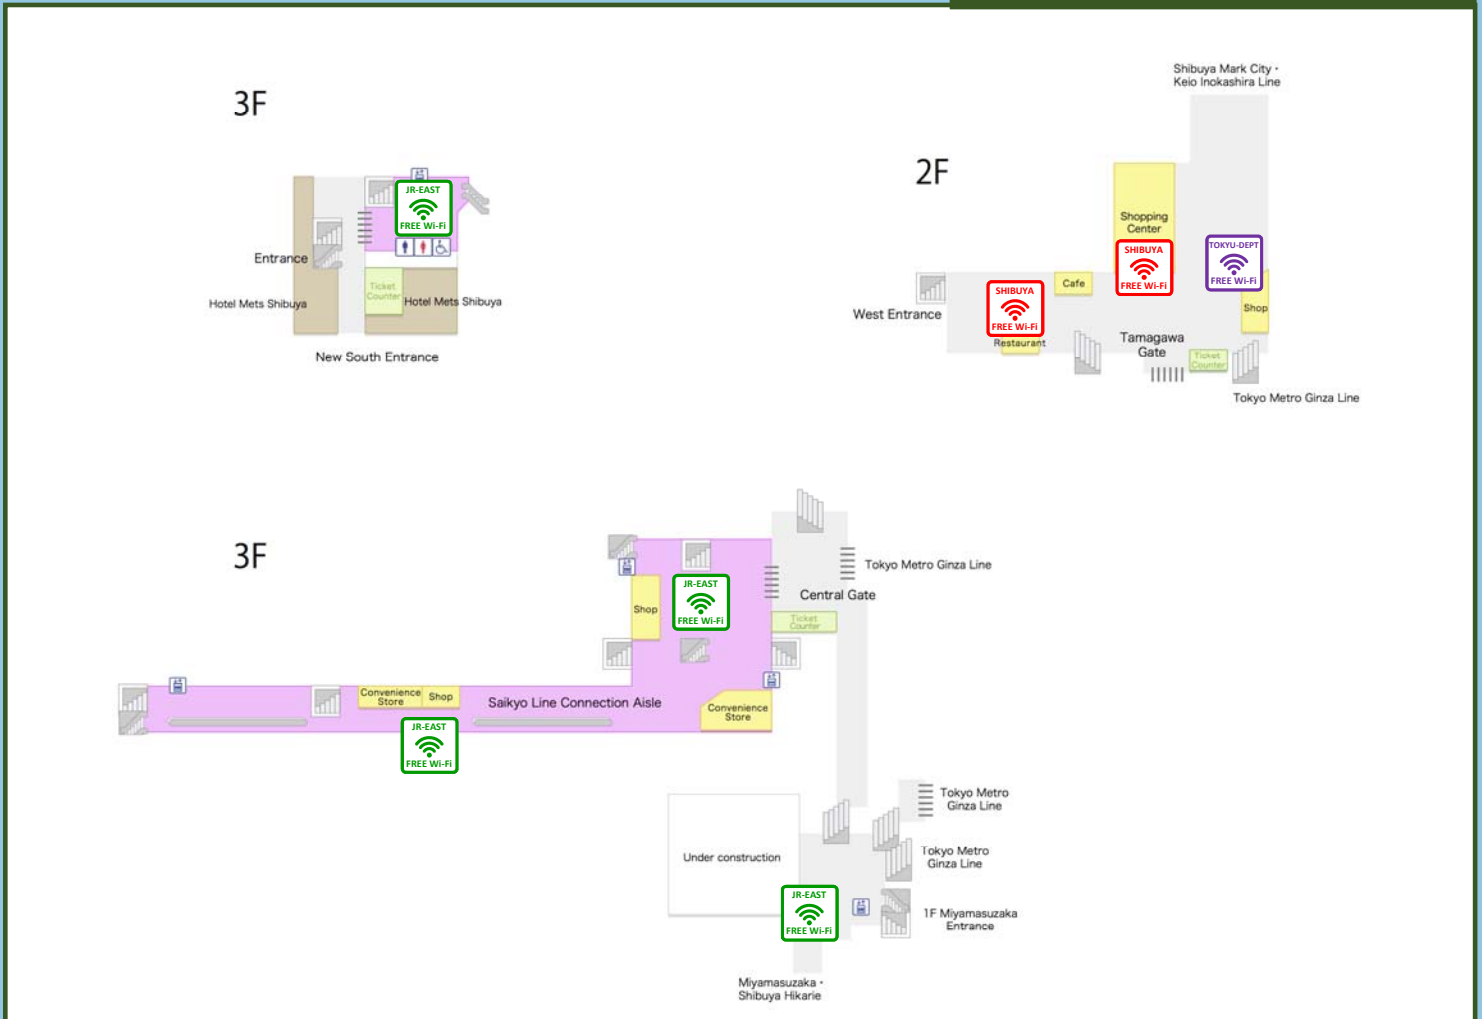 3F
JR-EAST
FREE Wi-Fi
Entrance
Ticket
Counter
Hotel Mets Shibuya
Hotel Mets Shibuya
New South Entrance
Shibuya Mark City・
Keio Inokashira Line
2F
Shopping
Center
SHIBUYA
FREE Wi-Fi
TOKYU-DEPT
FREE Wi-Fi
Cafe
SHIBUYA
FREE Wi-Fi
West Entrance
Restaurant
Shop
Tamagawa
Gate
Ticket
Counter
Tokyo Metro Ginza Line
3F
JR-EAST
FREE Wi-Fi
Shop
Tokyo Metro Ginza Line
Central Gate
Ticket
Counter
Convenience
Store
Shop
Saikyo Line Connection Aisle
Convenience
Store
JR-EAST
FREE Wi-Fi
Tokyo Metro
Ginza Line
Under construction
Tokyo Metro
Ginza Line
JR-EAST
FREE Wi-Fi
1F Miyamasuzaka
Entrance
Miyamasuzaka・
Shibuya Hikarie